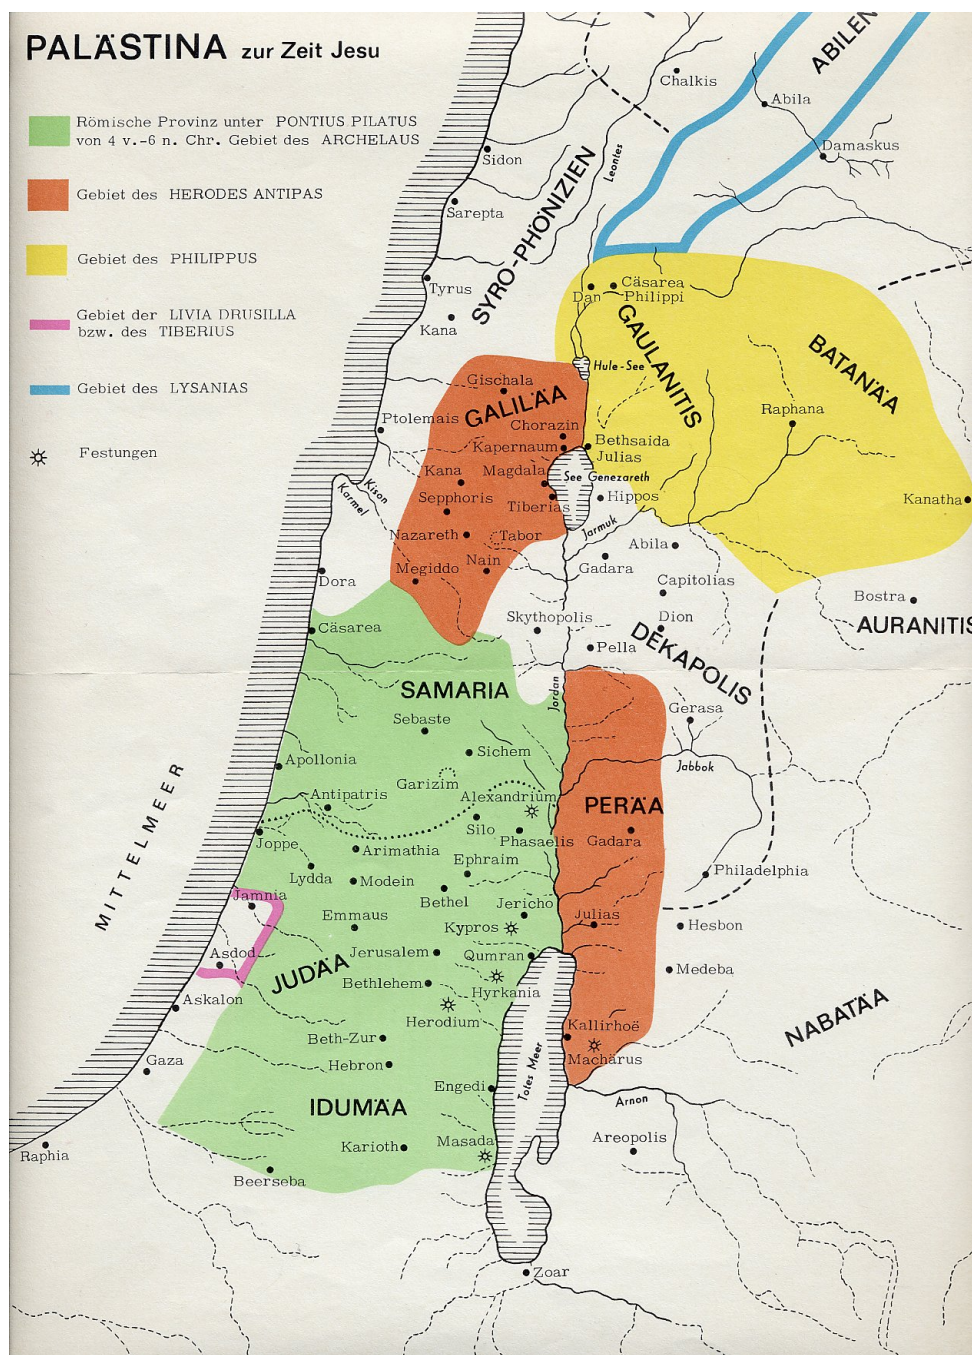 PALÄSTINA zur Zeit Jesu
Römische Provinz unter PONTIUS PILATUS
von 4 v.-6 n. Chr. Gebiet des ARCHELAUS
Gebiet des HERODES ANTIPAS
Gebiet des PHILIPPUS
Gebiet der LIVIA DRUSILLA
bzw. des TIBERIUS
Gebiet des LYSANIAS
Festungen
ABILEN
Chalkis
Abila
Damaskus
Sidon
Leontes
Sarepta
SYRO-PHÖNIZIEN
Tyrus
Kana
Dan
Cäsarea
Philippi
GAULANITIS
BATANÄA
Hule-See
Gischala
GALILÄA
Raphana
Ptolemais
Chorazin
Kapernaum
Bethsaida
Julias
Kana
Magdala
See Genezareth
Kison
Karmel
Sepphoris
Tiberias
Hippos
Kanatha
Nazareth
Tabor
Jarmuk
Abila
Megiddo
Nain
Gadara
Dora
Capitolias
Bostra
Skythopolis
Dion
AURANITIS
Cäsarea
Pella
DEKAPOLIS
Jordan
SAMARIA
Sebaste
Gerasa
Sichem
Apollonia
Jabbok
Garizim
Antipatris
Alexandrium
PERÄA
MITTELMEER
Joppe
Silo
Phasaelis
Gadara
Arimathia
Ephraim
Lydda
Modein
Philadelphia
Jamnia
Bethel
Jericho
Emmaus
Kypros
Julias
Hesbon
Asdod
Jerusalem
Qumran
JUDÄA
Medeba
Bethlehem
Hyrkania
Askalon
Herodium
NABATÄA
Kallirhoë
Beth-Zur
Machärus
Gaza
Hebron
Totes Meer
Engedi
Arnon
IDUMÄA
Raphia
Karioth
Masada
Areopolis
Beerseba
Zoar